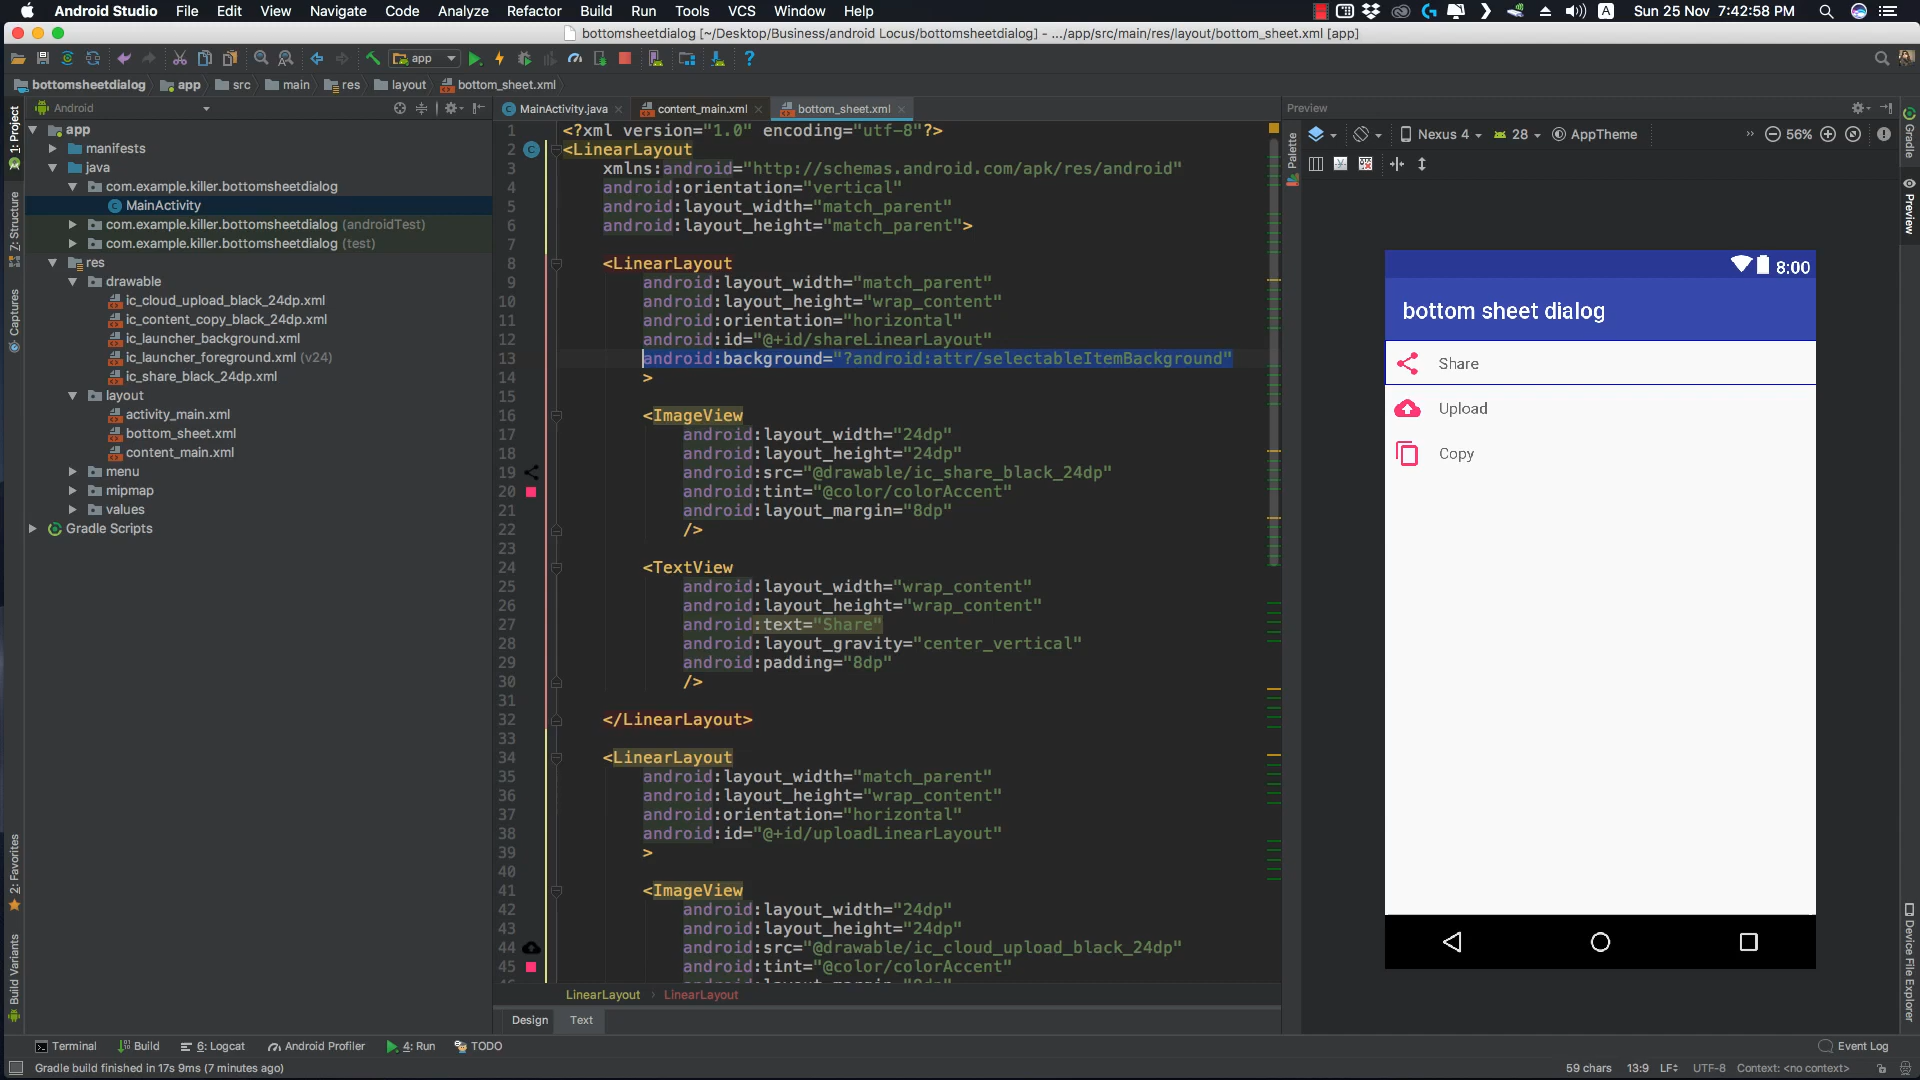 Android Studio File Edit View Navigate Code Analyze Refactor Build Run Tools VCS Window Help A Sun 25 Nov 7:42:58 PM
bottomsheetdialog [~/Desktop/Business/android Locus/bottomsheetdialog] - .../app/src/main/res/layout/bottom_sheet.xml [app]
app
bottomsheetdialog app src main res layout bottom_sheet.xml
Android
MainActivity.java content_main.xml bottom_sheet.xml
Preview
1: Project
Z: Structure
Captures
2: Favorites
Build Variants
app
manifests
java
com.example.killer.bottomsheetdialog
MainActivity
com.example.killer.bottomsheetdialog (androidTest)
com.example.killer.bottomsheetdialog (test)
res
drawable
ic_cloud_upload_black_24dp.xml
ic_content_copy_black_24dp.xml
ic_launcher_background.xml
ic_launcher_foreground.xml (v24)
ic_share_black_24dp.xml
layout
activity_main.xml
bottom_sheet.xml
content_main.xml
menu
mipmap
values
Gradle Scripts
1 <?xml version="1.0" encoding="utf-8"?>
2 <LinearLayout
3 xmlns:android="http://schemas.android.com/apk/res/android"
4 android:orientation="vertical"
5 android:layout_width="match_parent"
6 android:layout_height="match_parent">
7
8 <LinearLayout
9 android:layout_width="match_parent"
10 android:layout_height="wrap_content"
11 android:orientation="horizontal"
12 android:id="@+id/shareLinearLayout"
13 android:background="?android:attr/selectableItemBackground"
14 >
15
16 <ImageView
17 android:layout_width="24dp"
18 android:layout_height="24dp"
19 android:src="@drawable/ic_share_black_24dp"
20 android:tint="@color/colorAccent"
21 android:layout_margin="8dp"
22 />
23
24 <TextView
25 android:layout_width="wrap_content"
26 android:layout_height="wrap_content"
27 android:text="Share"
28 android:layout_gravity="center_vertical"
29 android:padding="8dp"
30 />
31
32 </LinearLayout>
33
34 <LinearLayout
35 android:layout_width="match_parent"
36 android:layout_height="wrap_content"
37 android:orientation="horizontal"
38 android:id="@+id/uploadLinearLayout"
39 >
40
41 <ImageView
42 android:layout_width="24dp"
43 android:layout_height="24dp"
44 android:src="@drawable/ic_cloud_upload_black_24dp"
45 android:tint="@color/colorAccent"
LinearLayout LinearLayout
Design Text
Palette
Nexus 4 28 AppTheme 56%
8:00
bottom sheet dialog
Share
Upload
Copy
Gradle
Preview
Device File Explorer
Terminal Build 6: Logcat Android Profiler 4: Run TODO Event Log
Gradle build finished in 17s 9ms (7 minutes ago) 59 chars 13:9 LF UTF-8 Context: <no context>